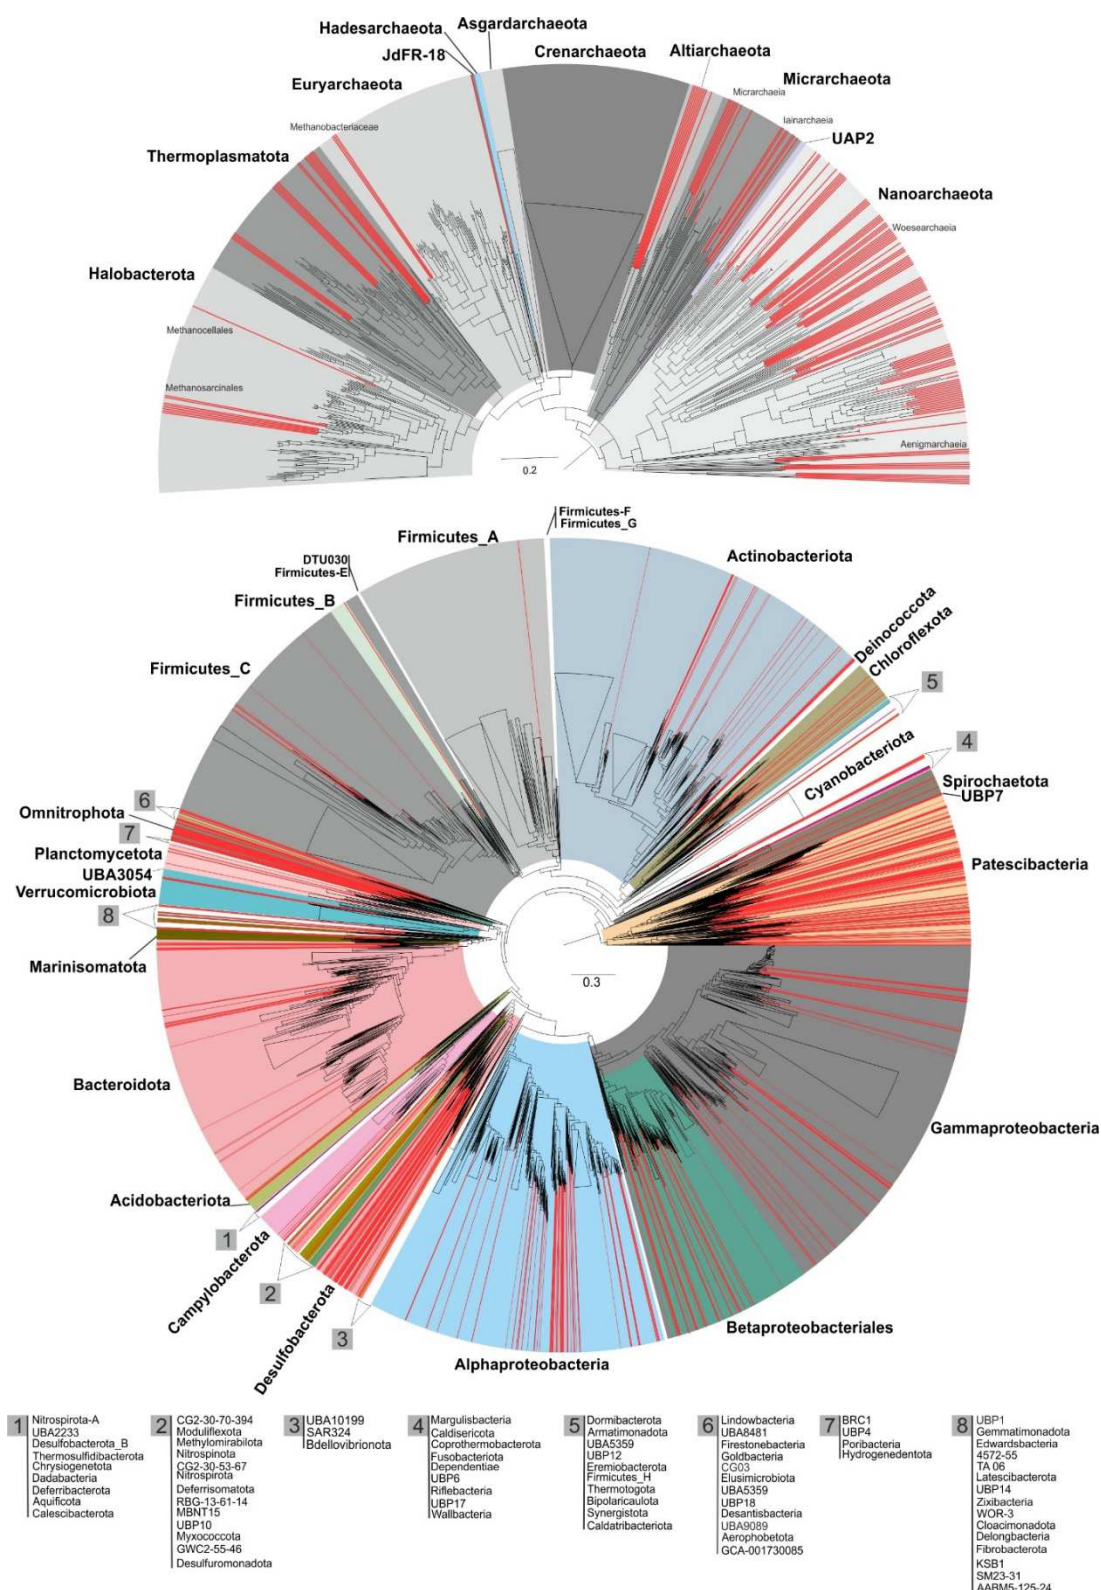 Hadesarchaeota
Asgardarchaeota
JdFR-18
Crenarchaeota
Altiarchaeota
Euryarchaeota
Micrarchaeota
Micrarchaeia
Methanobacteriaceae
Iainarchaeia
UAP2
Thermoplasmatota
Nanoarchaeota
Woesearchaeia
Halobacterota
Methanocellales
Methanosarcinales
Aenigmarchaeia
0.2
Firmicutes-F
Firmicutes_G
Firmicutes_A
Actinobacteriota
DTU030
Firmicutes-E
Firmicutes_B
Deinococcota
Chloroflexota
Firmicutes_C
5
Cyanobacteriota
4
Spirochaetota
UBP7
6
Omnitrophota
7
Planctomycetota
UBA3054
Verrucomicrobiota
8
Patescibacteria
Marinisomatota
0.3
Bacteroidota
Gammaproteobacteria
Acidobacteriota
1
Campylobacterota
2
Desulfobacterota
3
Alphaproteobacteria
Betaproteobacteriales
1
Nitrospirota-A
UBA2233
Desulfobacterota_B
Thermosulfidibacterota
Chrysiogenetota
Dadabacteria
Deferribacterota
Aquificota
Calescibacterota
2
CG2-30-70-394
Moduliflexota
Methylomirabilota
Nitrospinota
CG2-30-53-67
Nitrospirota
Deferrisomatota
RBG-13-61-14
MBNT15
UBP10
Myxococcota
GWC2-55-46
Desulfuromonadota
3
UBA10199
SAR324
Bdellovibrionota
4
Margulisbacteria
Caldisericota
Coprothermobacterota
Fusobacteriota
Dependentiae
UBP6
Riflebacteria
UBP17
Wallbacteria
5
Dormibacterota
Armatimonadota
UBA5359
UBP12
Eremiobacterota
Firmicutes_H
Thermotogota
Bipolaricaulota
Synergistota
Caldatribacteriota
6
Lindowbacteria
UBA8481
Firestonebacteria
Goldbacteria
CG03
Elusimicrobiota
UBA5359
UBP18
Desantisbacteria
UBA9089
Aerophobetota
GCA-001730085
7
BRC1
UBP4
Poribacteria
Hydrogenedentota
8
UBP1
Gemmatimonadota
Edwardsbacteria
4572-55
TA 06
Latescibacterota
UBP14
Zixibacteria
WOR-3
Cloacimonadota
Delongbacteria
Fibrobacterota
KSB1
SM23-31
AABM5-125-24